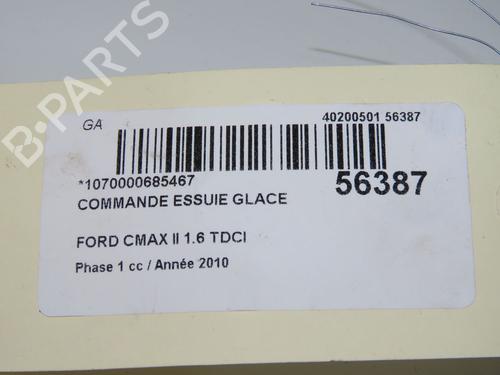 B-PARTS
GA
40200501 56387
*1070000685467
56387
COMMANDE ESSUIE GLACE
FORD CMAX II 1.6 TDCI
Phase 1 cc / Année 2010